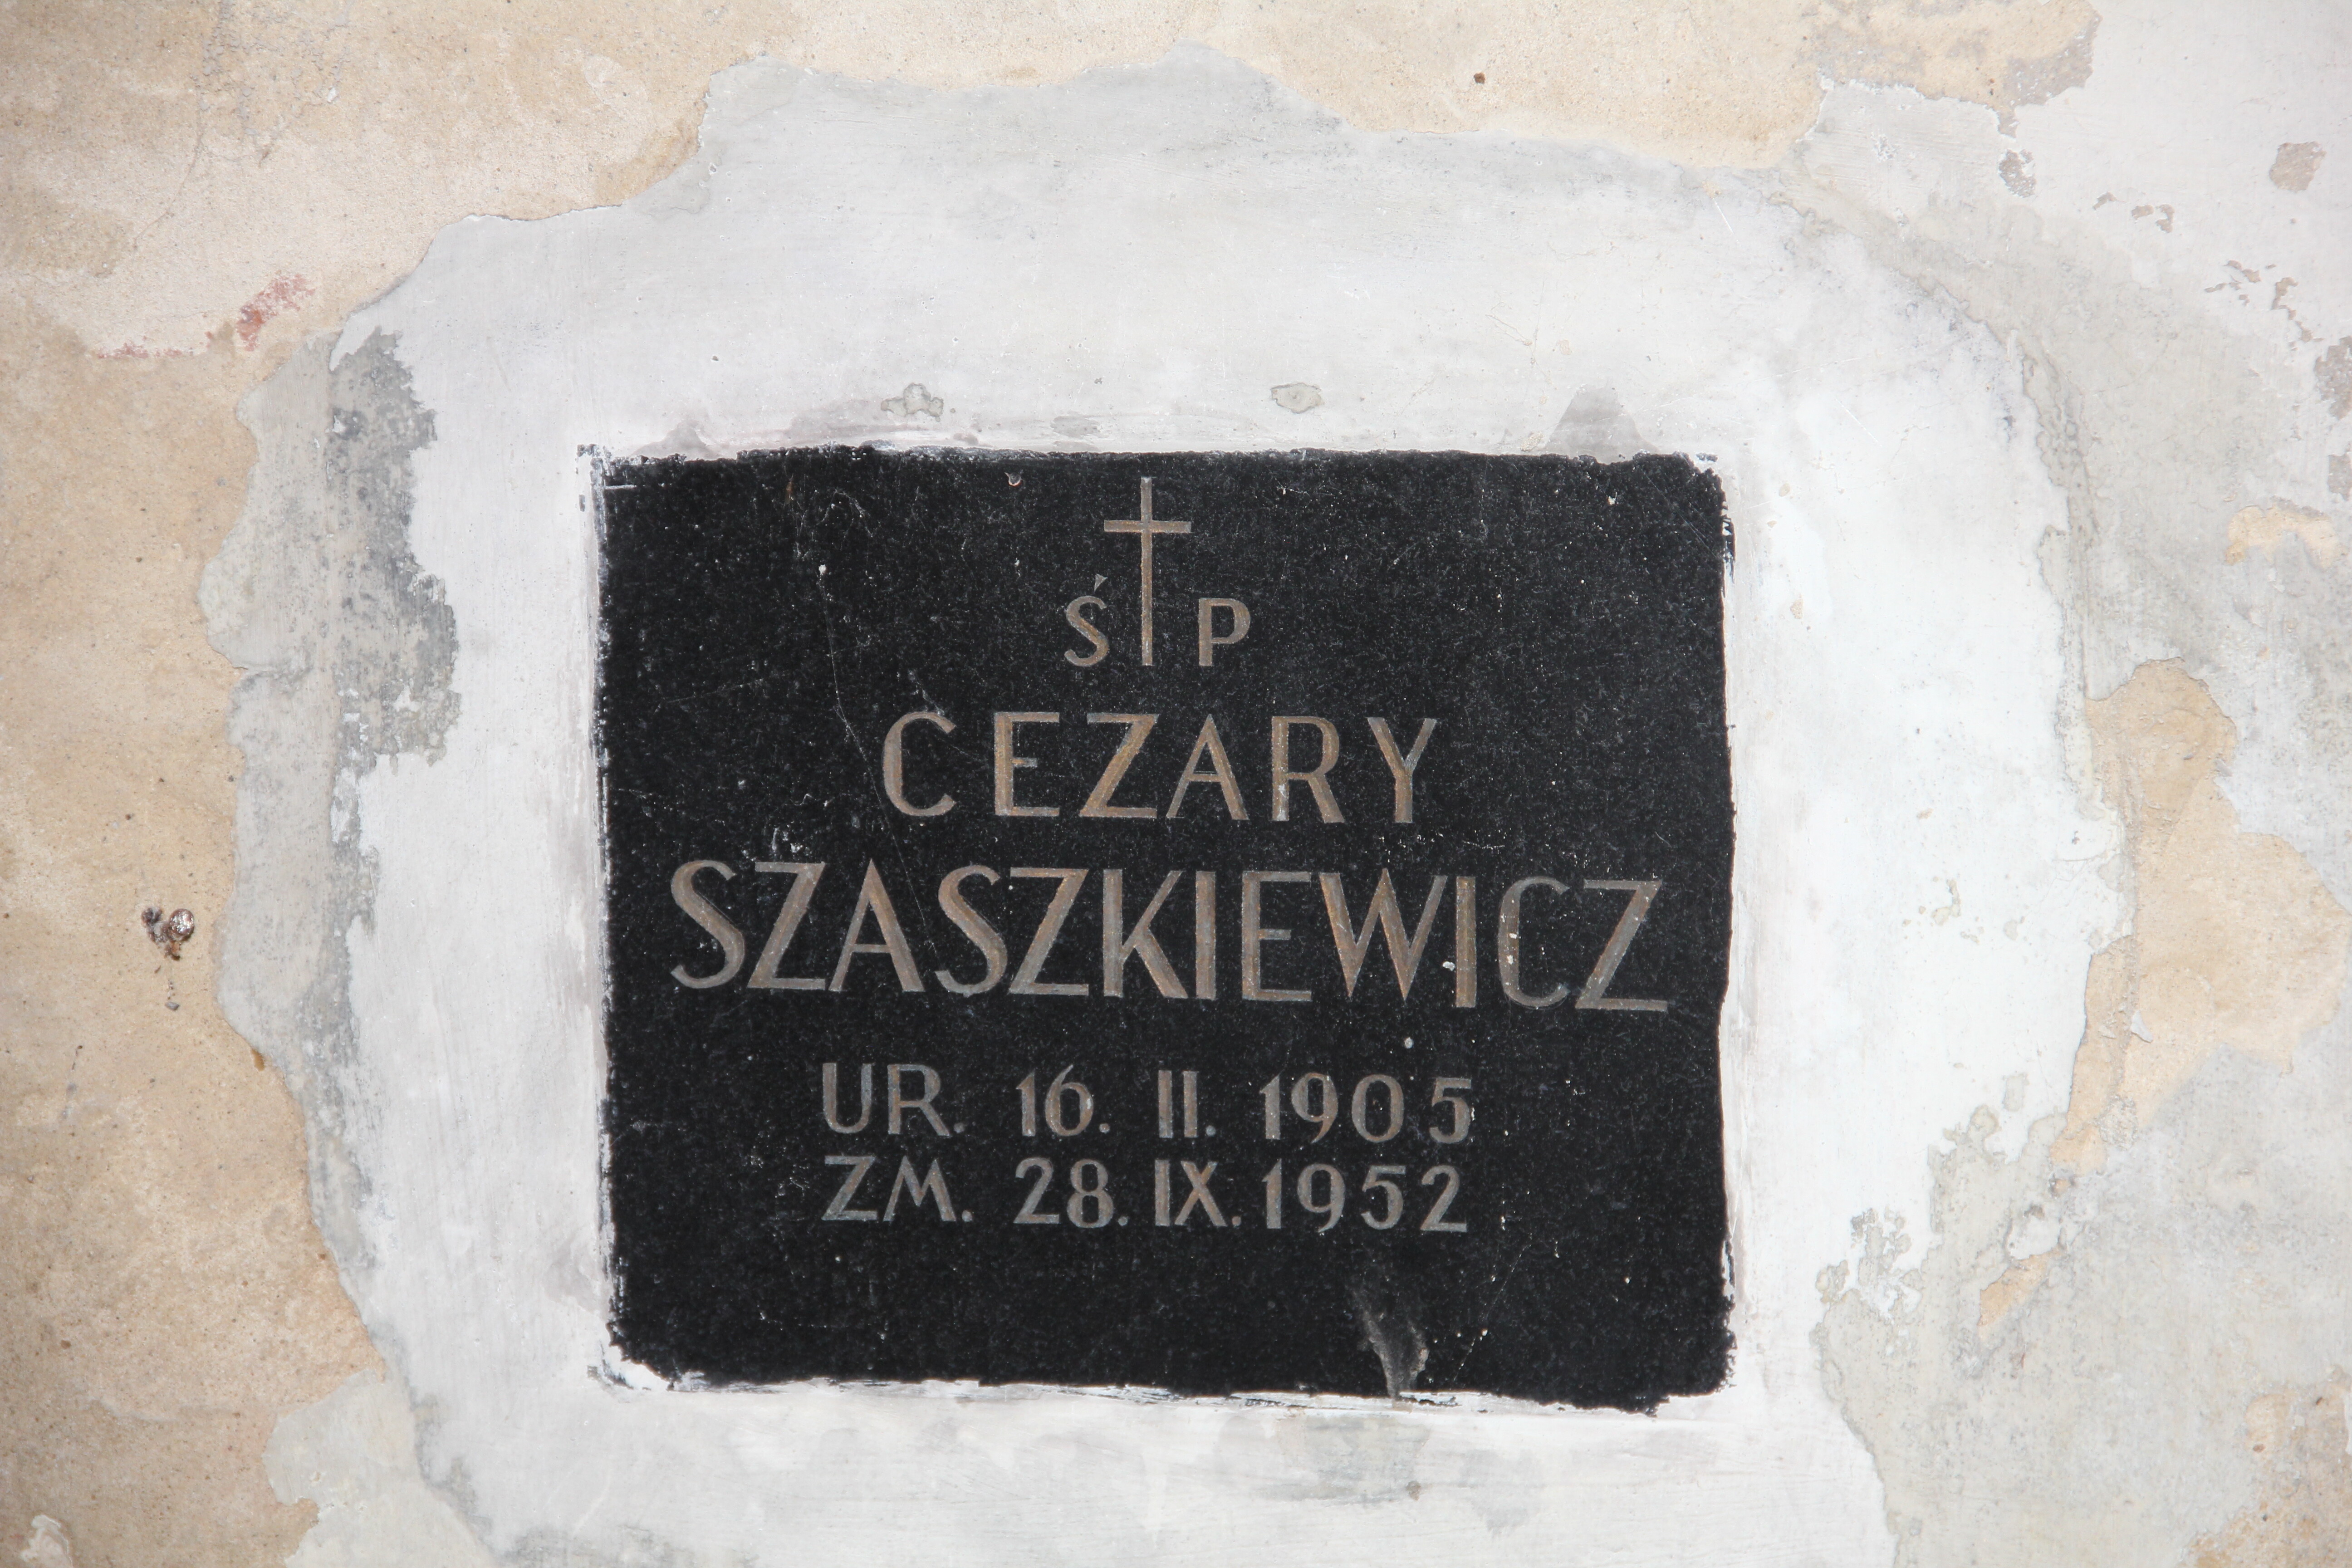 Ś P
CEZARY
SZASZKIEWICZ
UR. 16. II. 1905
ZM. 28. IX. 1952